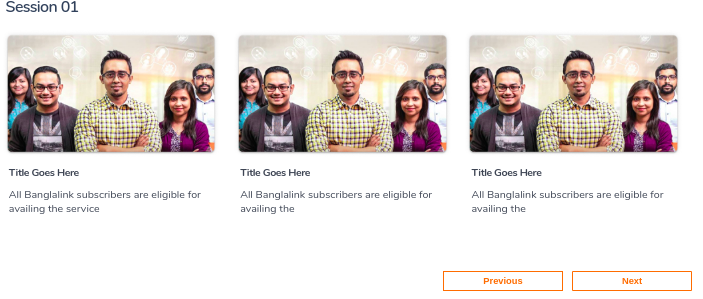 Session 01
Title Goes Here
All Banglalink subscribers are eligible for
availing the service
Title Goes Here
All Banglalink subscribers are eligible for
availing the
Title Goes Here
All Banglalink subscribers are eligible for
availing the
Previous
Next